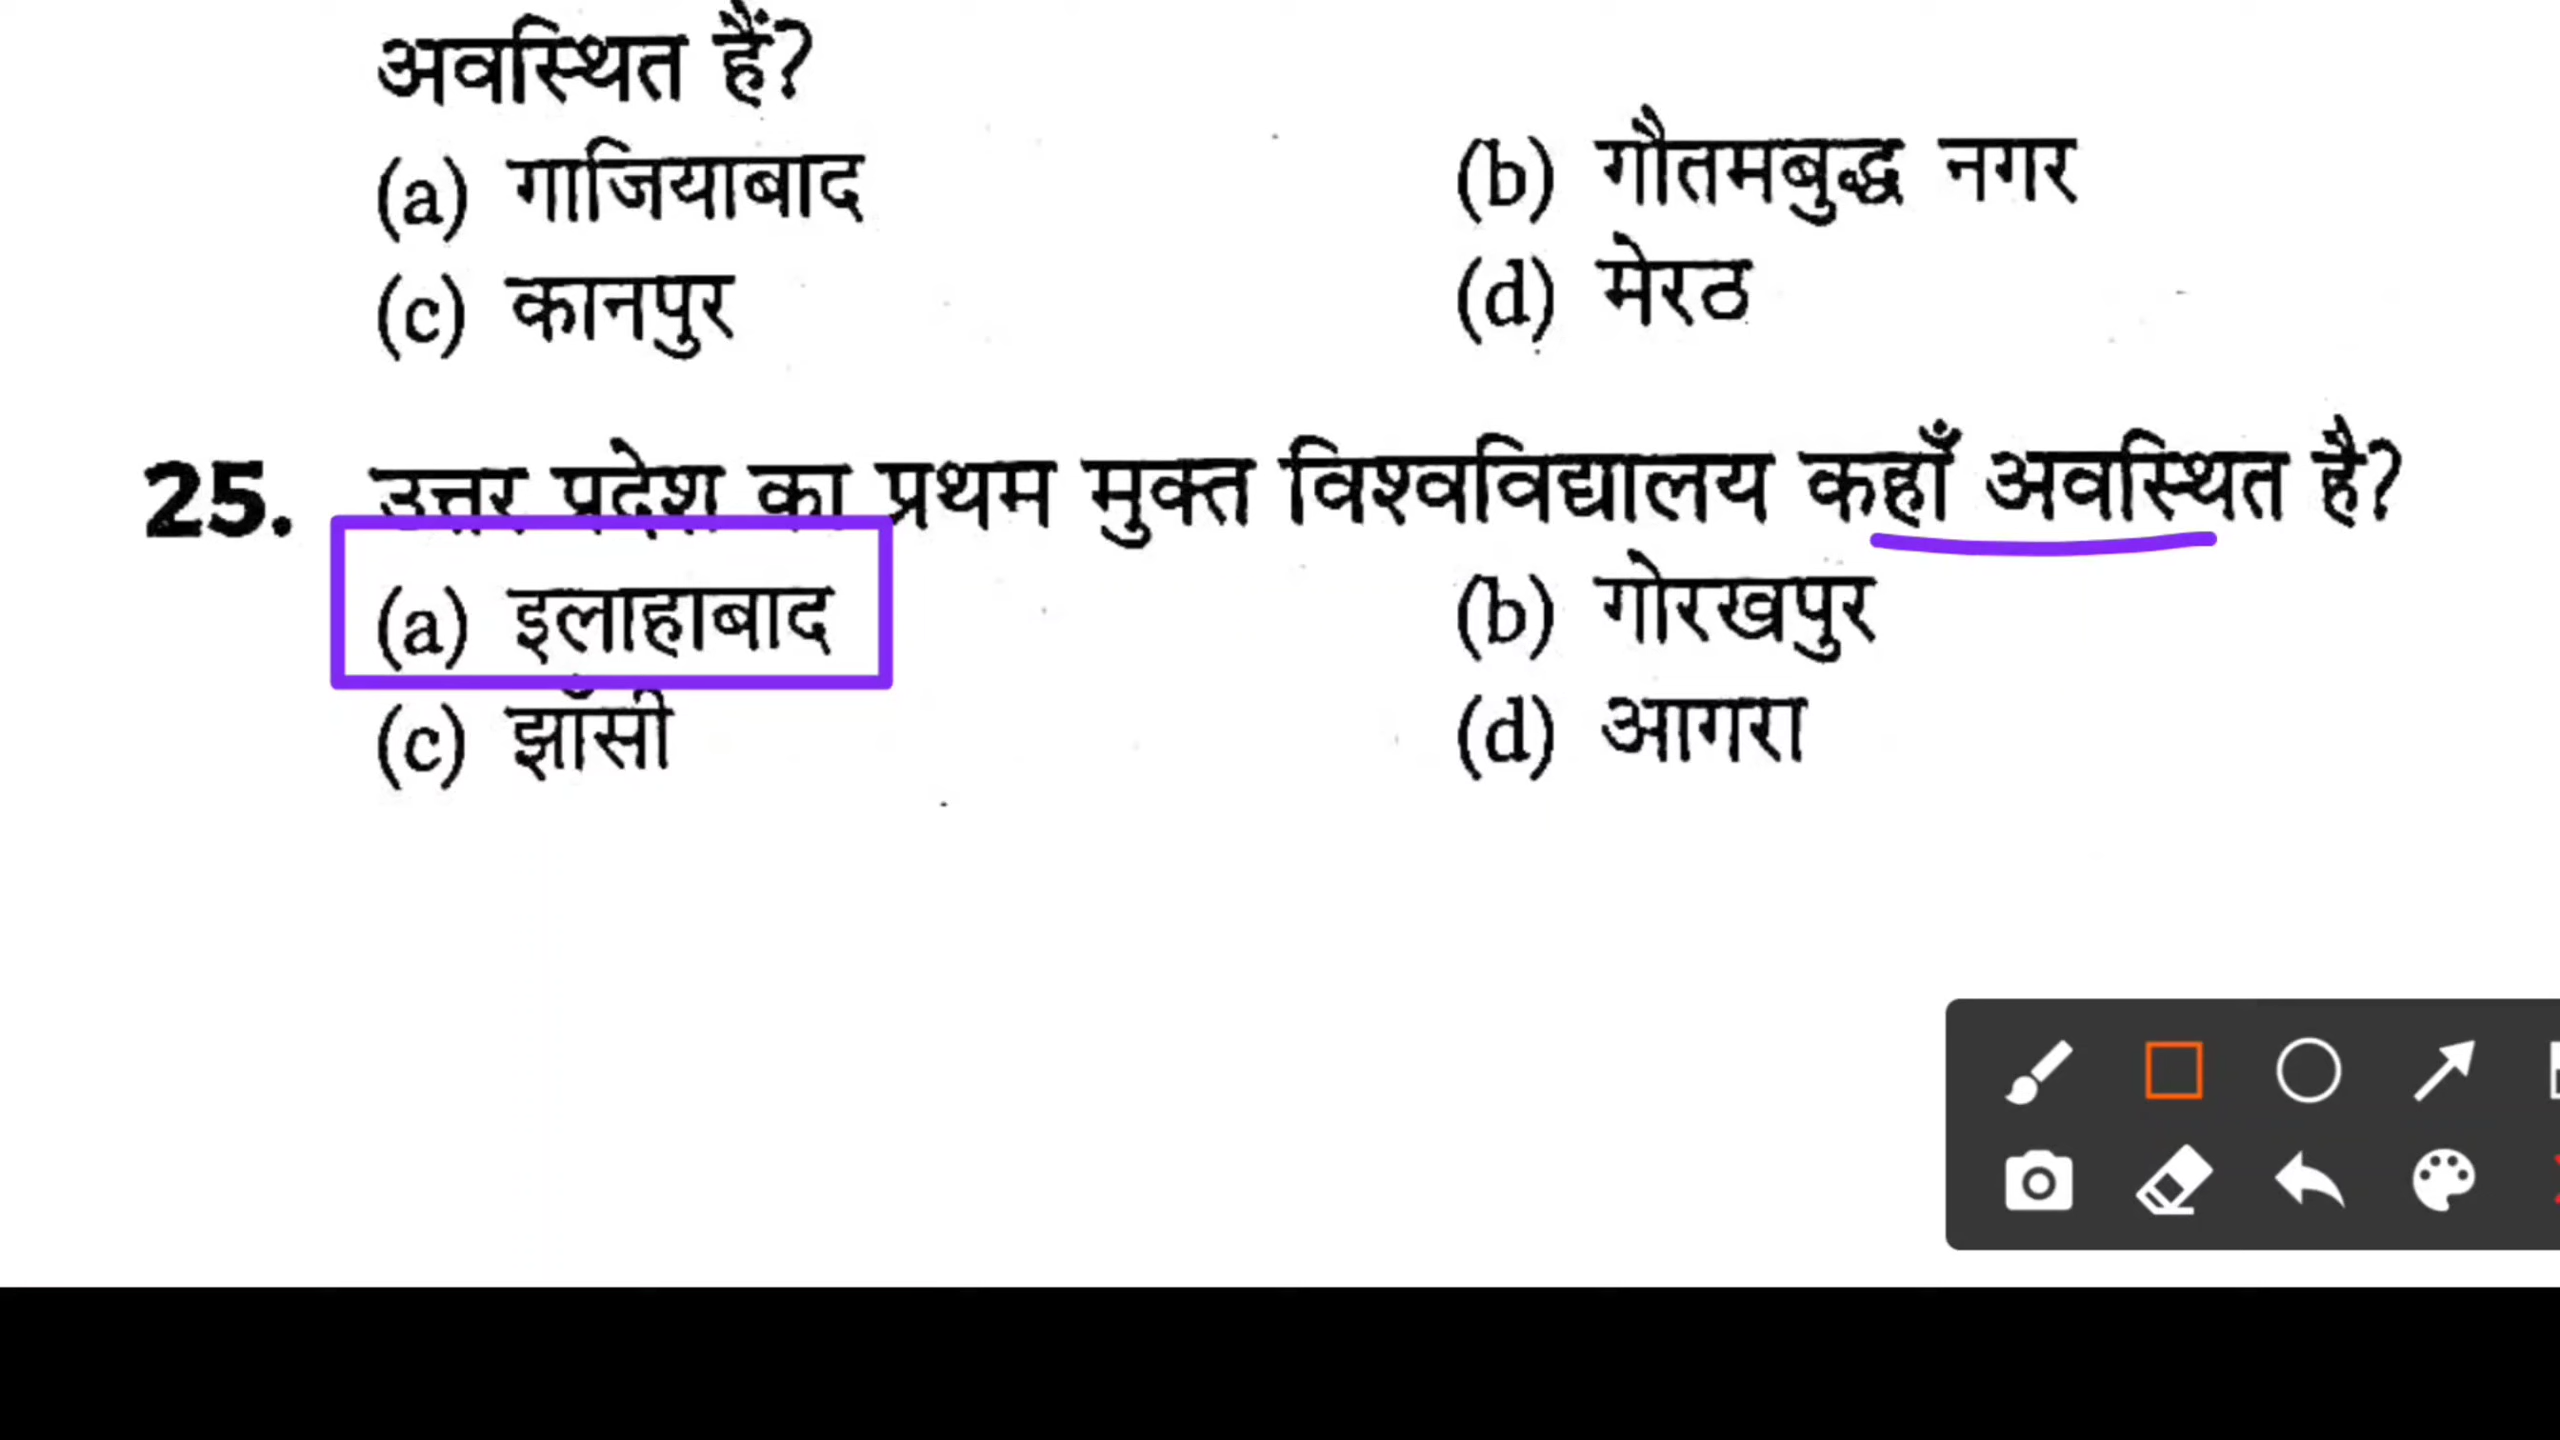 अवस्थित हैं?
(a) गाजियाबाद (b) गौतमबुद्ध नगर
(c) कानपुर (d) मेरठ
25. उत्तर प्रदेश का प्रथम मुक्त विश्वविद्यालय कहाँ अवस्थित है?
(a) इलाहाबाद (b) गोरखपुर
(c) झाँसी (d) आगरा